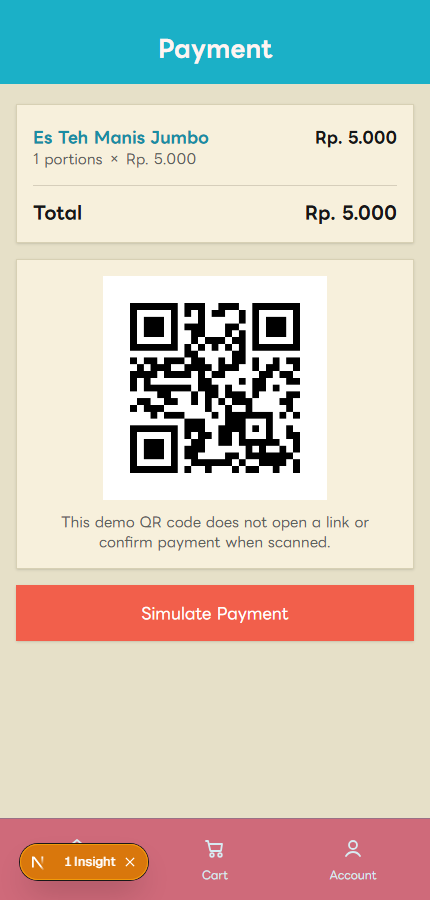 Payment
Es Teh Manis Jumbo Rp. 5.000
1 portions × Rp. 5.000
Total Rp. 5.000
This demo QR code does not open a link or
confirm payment when scanned.
Simulate Payment
N 1 Insight ×
Cart
Account